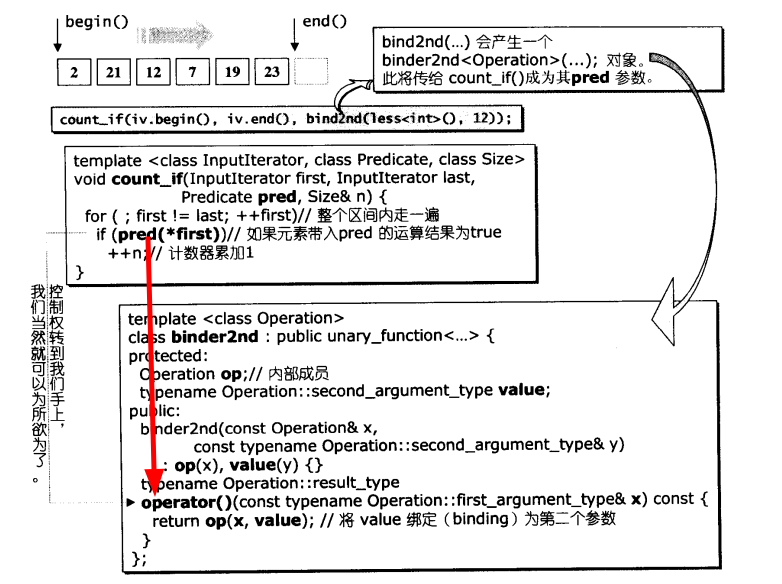 begin()
end()
2 21 12 7 19 23
bind2nd(…) 会产生一个
binder2nd<Operation>(…); 对象。
此将传给 count_if()成为其pred 参数。
count_if(iv.begin(), iv.end(), bind2nd(less<int>(), 12));
template <class InputIterator, class Predicate, class Size>
void count_if(InputIterator first, InputIterator last,
Predicate pred, Size& n) {
for ( ; first != last; ++first)// 整个区间内走一遍
if (pred(*first))// 如果元素带入pred 的运算结果为true
++n;// 计数器累加1
}
控制权转到我们手上，
我们当然就可以为所欲为了。
template <class Operation>
class binder2nd : public unary_function<…> {
protected:
Operation op;// 内部成员
typename Operation::second_argument_type value;
public:
binder2nd(const Operation& x,
const typename Operation::second_argument_type& y)
: op(x), value(y) {}
typename Operation::result_type
operator()(const typename Operation::first_argument_type& x) const {
return op(x, value); // 将 value 绑定（binding）为第二个参数
}
};